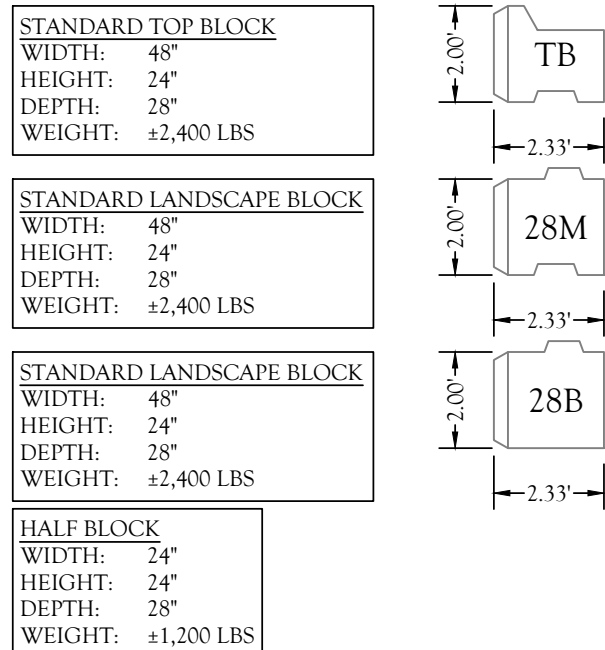 STANDARD TOP BLOCK
WIDTH: 48"
HEIGHT: 24"
DEPTH: 28"
WEIGHT: ±2,400 LBS
2.00'
TB
2.33'
STANDARD LANDSCAPE BLOCK
WIDTH: 48"
HEIGHT: 24"
DEPTH: 28"
WEIGHT: ±2,400 LBS
2.00'
28M
2.33'
STANDARD LANDSCAPE BLOCK
WIDTH: 48"
HEIGHT: 24"
DEPTH: 28"
WEIGHT: ±2,400 LBS
2.00'
28B
2.33'
HALF BLOCK
WIDTH: 24"
HEIGHT: 24"
DEPTH: 28"
WEIGHT: ±1,200 LBS